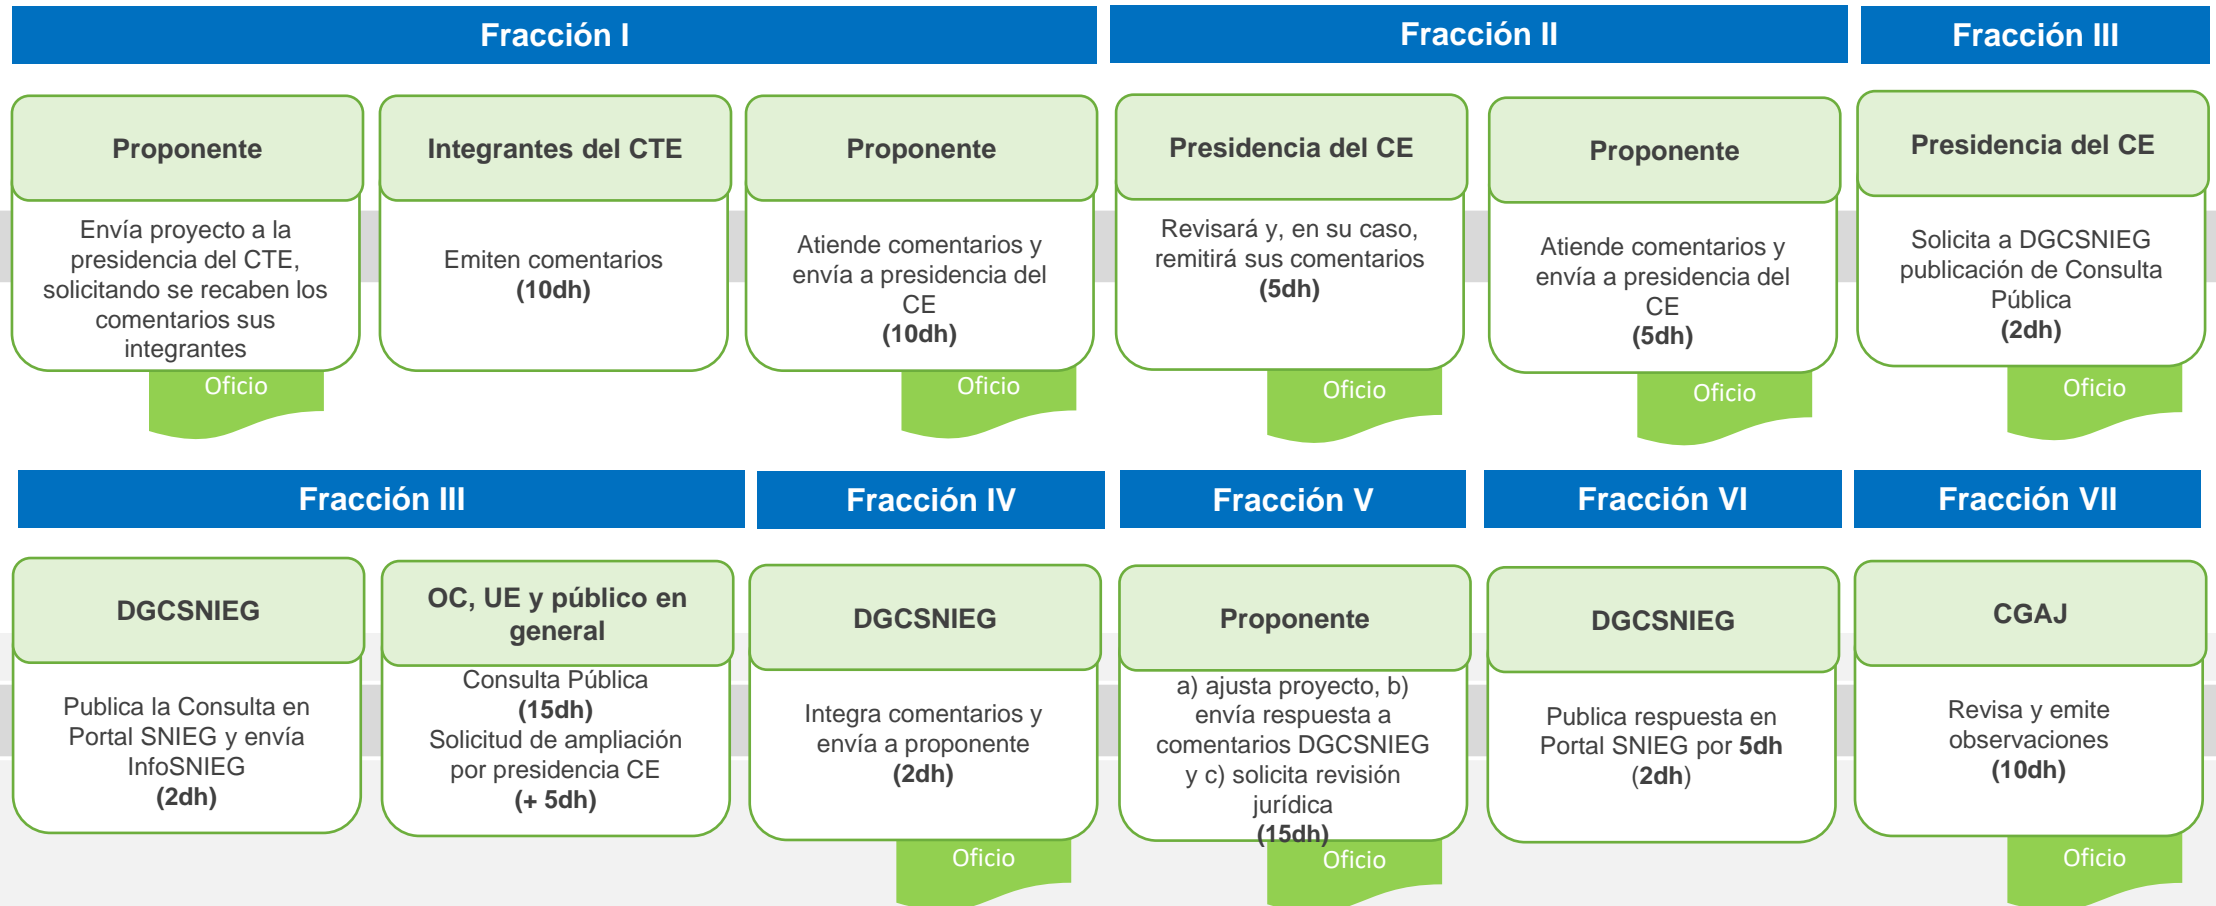 Fracción I
Fracción II
Fracción III
Proponente
Envía proyecto a la
presidencia del CTE,
solicitando se recaben los
comentarios sus
integrantes
Oficio
Integrantes del CTE
Emiten comentarios
(10dh)
Proponente
Atiende comentarios y
envía a presidencia del
CE
(10dh)
Oficio
Presidencia del CE
Revisará y, en su caso,
remitirá sus comentarios
(5dh)
Oficio
Proponente
Atiende comentarios y
envía a presidencia del
CE
(5dh)
Oficio
Presidencia del CE
Solicita a DGCSNIEG
publicación de Consulta
Pública
(2dh)
Oficio
Fracción III
Fracción IV
Fracción V
Fracción VI
Fracción VII
DGCSNIEG
Publica la Consulta en
Portal SNIEG y envía
InfoSNIEG
(2dh)
OC, UE y público en
general
Consulta Pública
(15dh)
Solicitud de ampliación
por presidencia CE
(+ 5dh)
DGCSNIEG
Integra comentarios y
envía a proponente
(2dh)
Oficio
Proponente
a) ajusta proyecto, b)
envía respuesta a
comentarios DGCSNIEG
y c) solicita revisión
jurídica
(15dh)
Oficio
DGCSNIEG
Publica respuesta en
Portal SNIEG por 5dh
(2dh)
CGAJ
Revisa y emite
observaciones
(10dh)
Oficio